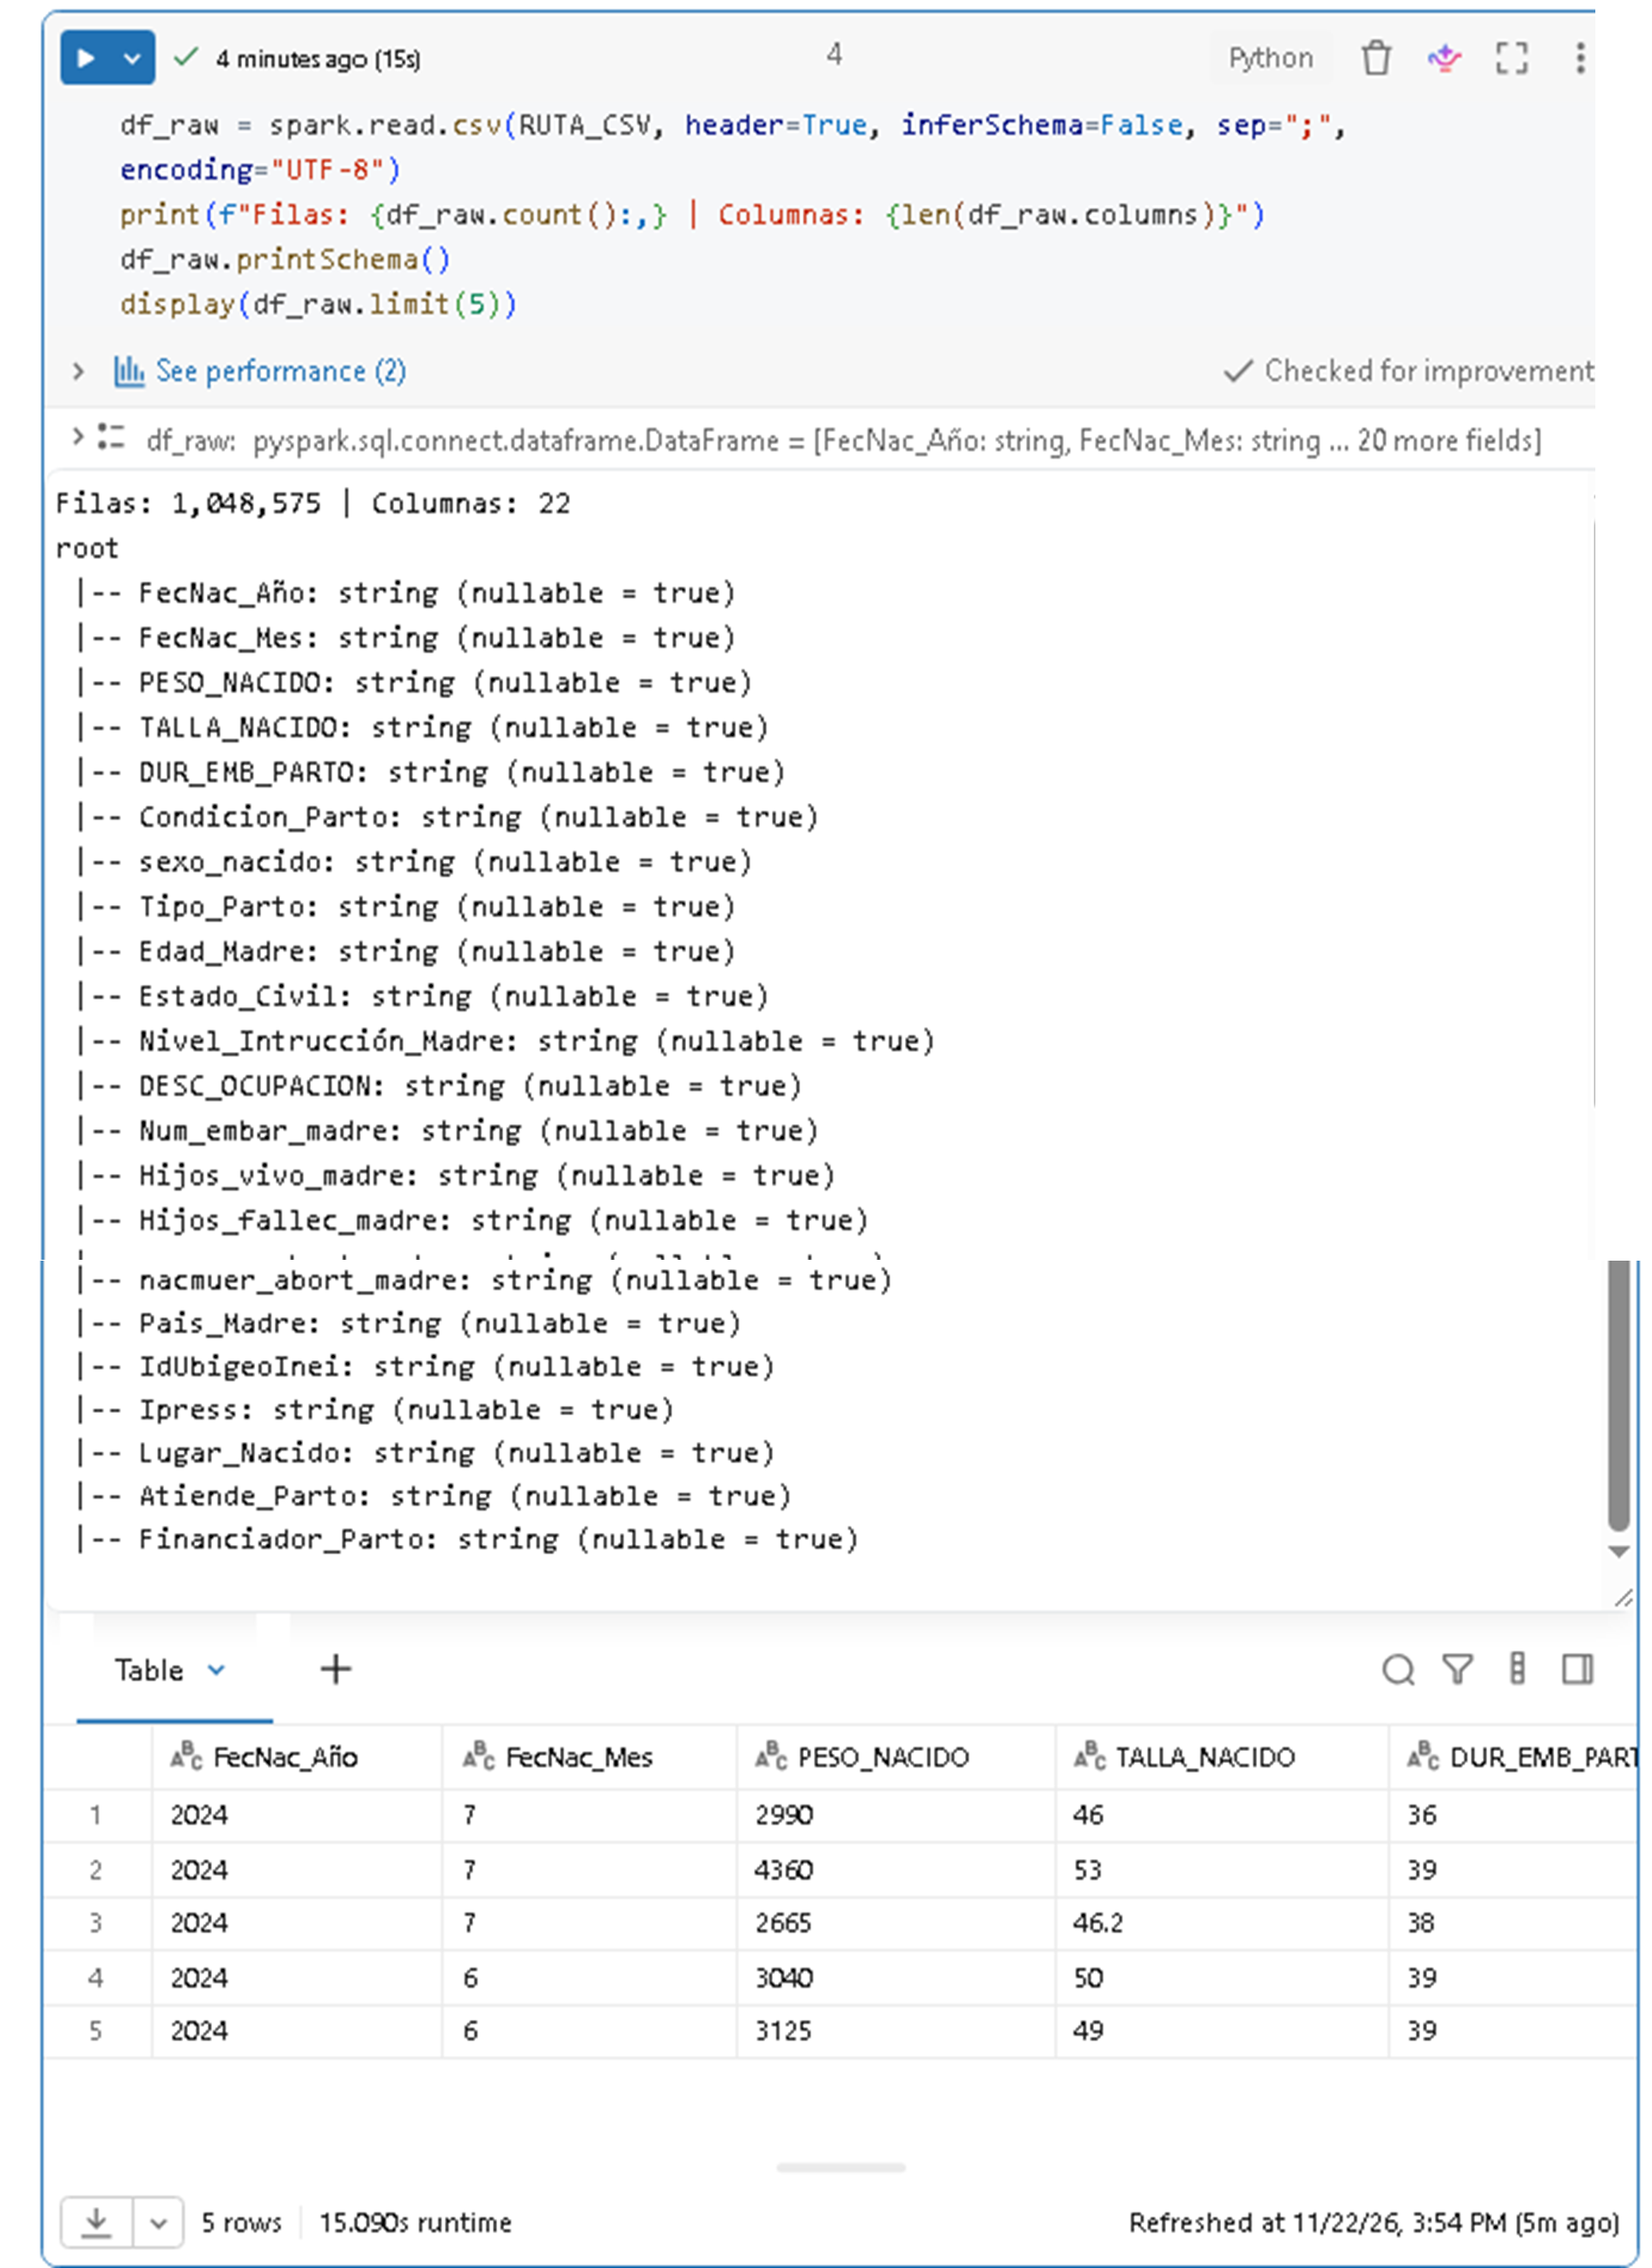 4 minutes ago (15s)
4
Python
df_raw = spark.read.csv(RUTA_CSV, header=True, inferSchema=False, sep=";",
encoding="UTF-8")
print(f"Filas: {df_raw.count():,} | Columnas: {len(df_raw.columns)}")
df_raw.printSchema()
display(df_raw.limit(5))
See performance (2)
Checked for improvement
df_raw: pyspark.sql.connect.dataframe.DataFrame = [FecNac_Año: string, FecNac_Mes: string ... 20 more fields]
Filas: 1,048,575 | Columnas: 22
root
|-- FecNac_Año: string (nullable = true)
|-- FecNac_Mes: string (nullable = true)
|-- PESO_NACIDO: string (nullable = true)
|-- TALLA_NACIDO: string (nullable = true)
|-- DUR_EMB_PARTO: string (nullable = true)
|-- Condicion_Parto: string (nullable = true)
|-- sexo_nacido: string (nullable = true)
|-- Tipo_Parto: string (nullable = true)
|-- Edad_Madre: string (nullable = true)
|-- Estado_Civil: string (nullable = true)
|-- Nivel_Intrucción_Madre: string (nullable = true)
|-- DESC_OCUPACION: string (nullable = true)
|-- Num_embar_madre: string (nullable = true)
|-- Hijos_vivo_madre: string (nullable = true)
|-- Hijos_fallec_madre: string (nullable = true)
|-- nacmuer_abort_madre: string (nullable = true)
|-- Pais_Madre: string (nullable = true)
|-- IdUbigeoInei: string (nullable = true)
|-- Ipress: string (nullable = true)
|-- Lugar_Nacido: string (nullable = true)
|-- Atiende_Parto: string (nullable = true)
|-- Financiador_Parto: string (nullable = true)
Table
ABC FecNac_Año ABC FecNac_Mes ABC PESO_NACIDO ABC TALLA_NACIDO ABC DUR_EMB_PART
1 2024 7 2990 46 36
2 2024 7 4360 53 39
3 2024 7 2665 46.2 38
4 2024 6 3040 50 39
5 2024 6 3125 49 39
5 rows
15.090s runtime
Refreshed at 11/22/26, 3:54 PM (5m ago)